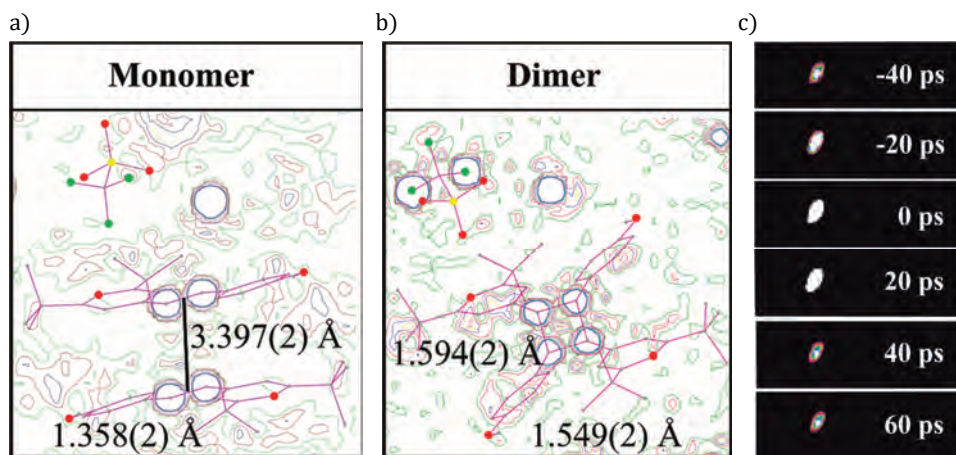 a)
Monomer
3.397(2) Å
1.358(2) Å
b)
Dimer
1.594(2) Å
1.549(2) Å
c)
-40 ps
-20 ps
0 ps
20 ps
40 ps
60 ps